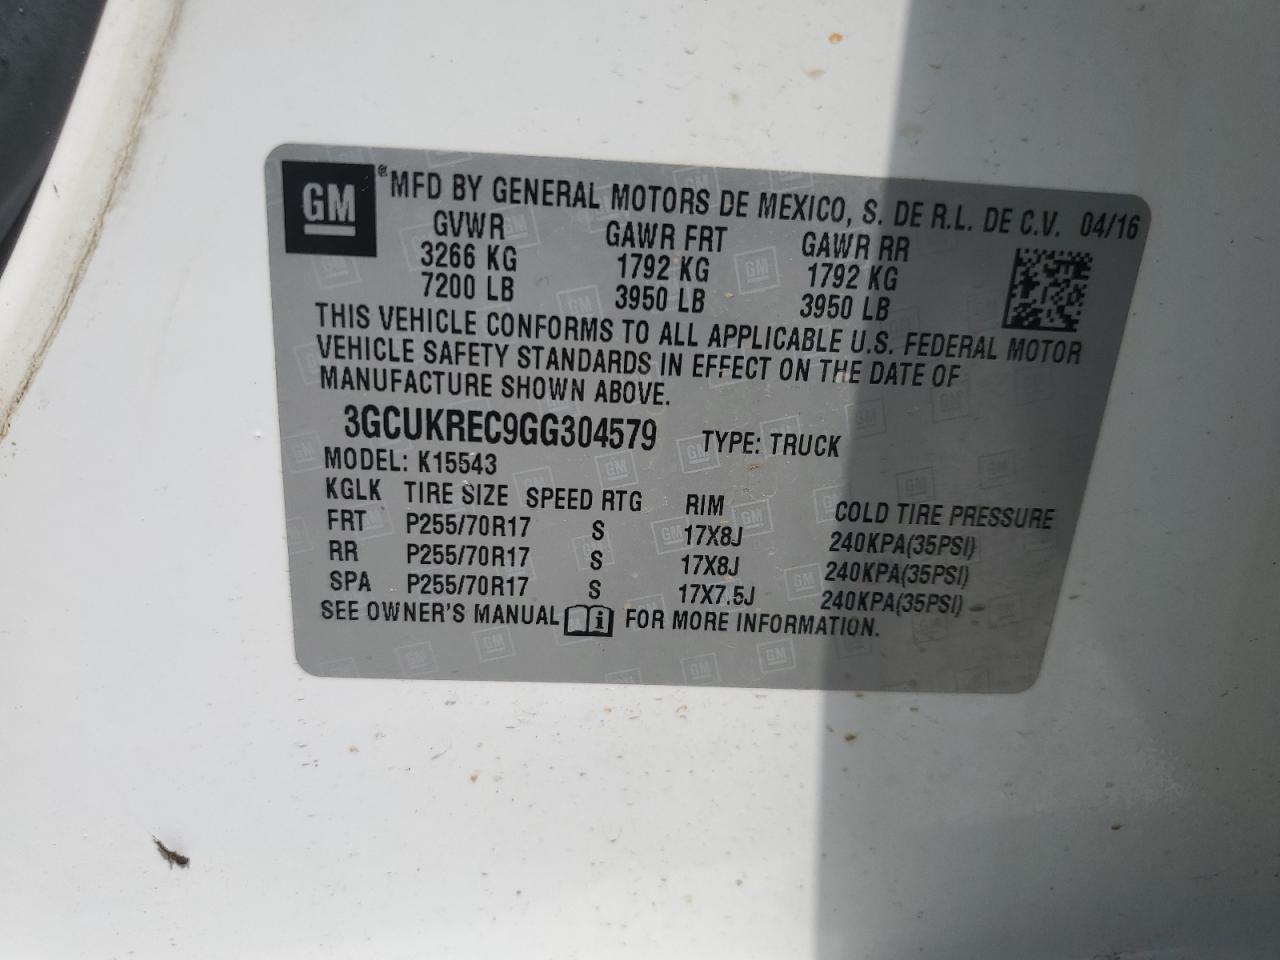 GM ® MFD BY GENERAL MOTORS DE MEXICO, S. DE R.L. DE C.V. 04/16
GVWR GAWR FRT GAWR RR
3266 KG 1792 KG 1792 KG
7200 LB 3950 LB 3950 LB
THIS VEHICLE CONFORMS TO ALL APPLICABLE U.S. FEDERAL MOTOR
VEHICLE SAFETY STANDARDS IN EFFECT ON THE DATE OF
MANUFACTURE SHOWN ABOVE.
3GCUKREC9GG304579 TYPE: TRUCK
MODEL: K15543
KGLK TIRE SIZE SPEED RTG RIM COLD TIRE PRESSURE
FRT P255/70R17 S 17X8J 240KPA(35PSI)
RR P255/70R17 S 17X8J 240KPA(35PSI)
SPA P255/70R17 S 17X7.5J 240KPA(35PSI)
SEE OWNER'S MANUAL i FOR MORE INFORMATION.